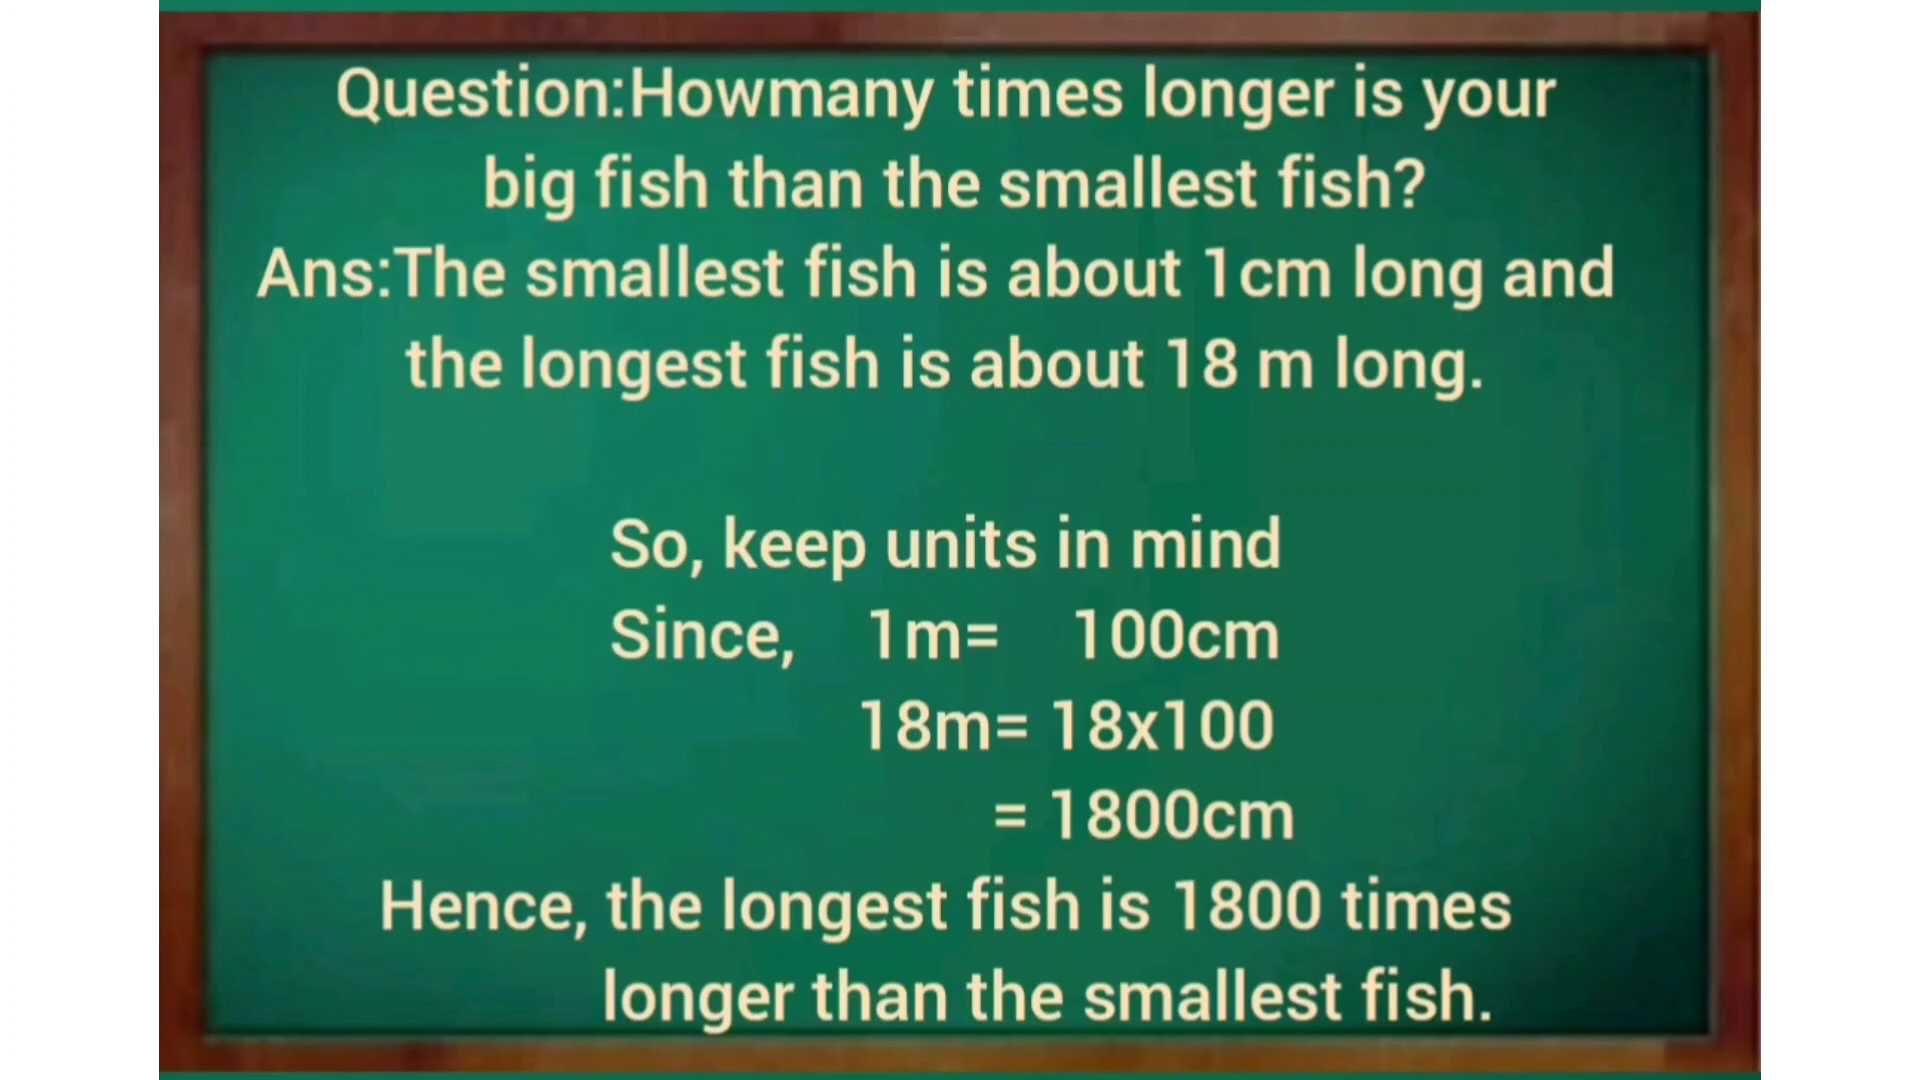 Question:Howmany times longer is your
big fish than the smallest fish?
Ans:The smallest fish is about 1cm long and
the longest fish is about 18 m long.
So, keep units in mind
Since, 1m= 100cm
18m= 18x100
= 1800cm
Hence, the longest fish is 1800 times
longer than the smallest fish.